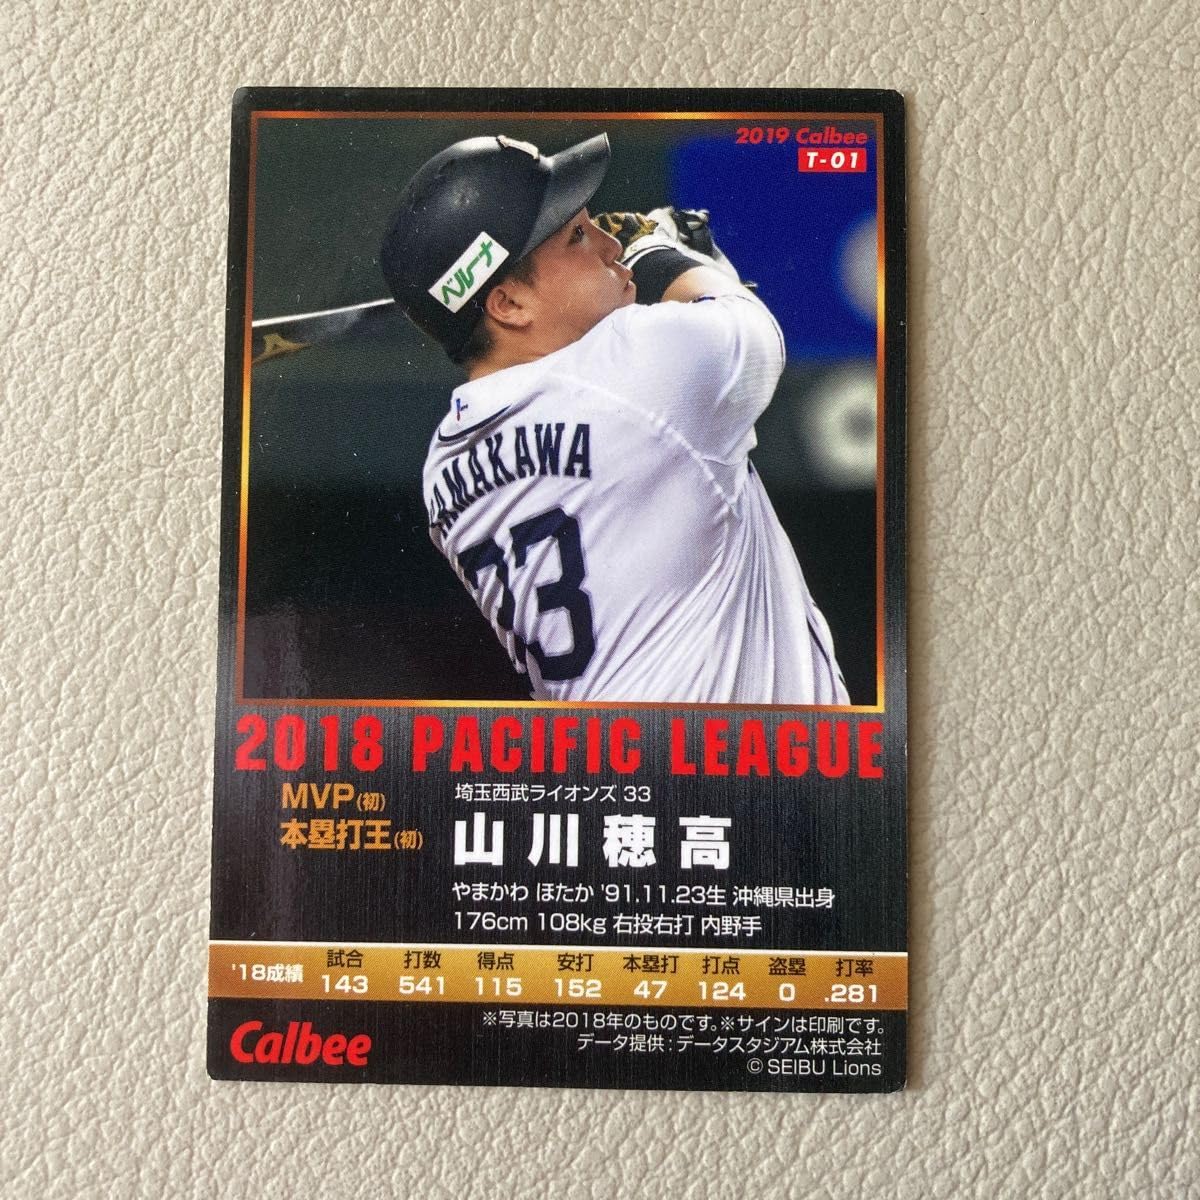 2019 Calbee
T-01
ベルーナ
YAMAKAWA
33
2018 PACIFIC LEAGUE
MVP(初)
本塁打王(初)
埼玉西武ライオンズ 33
山川穂高
やまかわ ほたか '91.11.23生 沖縄県出身
176cm 108kg 右投右打 内野手
'18成績 試合 打数 得点 安打 本塁打 打点 盗塁 打率
143 541 115 152 47 124 0 .281
※写真は2018年のものです。※サインは印刷です。
データ提供:データスタジアム株式会社
© SEIBU Lions
Calbee